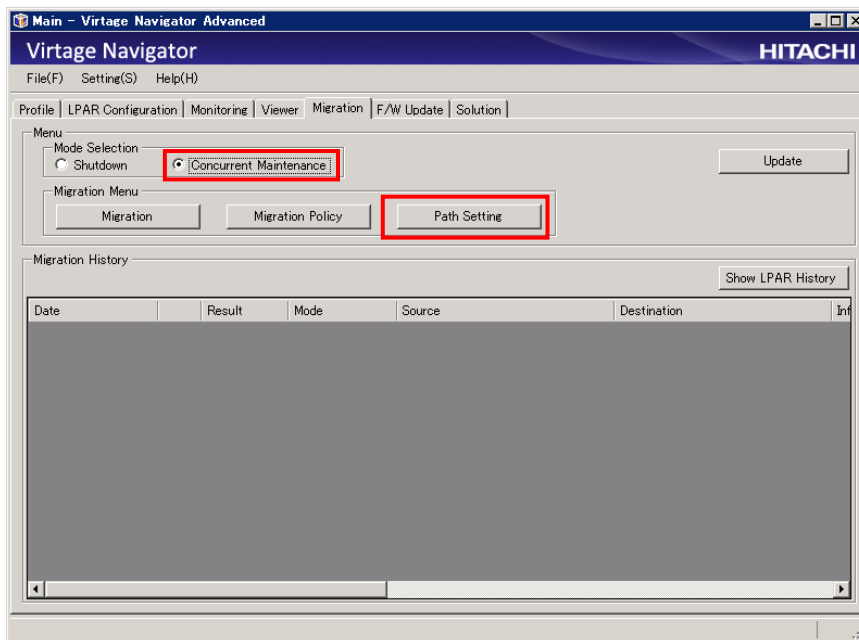 Main - Virtage Navigator Advanced
Virtage Navigator HITACHI
File(F) Setting(S) Help(H)
Profile LPAR Configuration Monitoring Viewer Migration F/W Update Solution
Menu
Mode Selection
Shutdown Concurrent Maintenance Update
Migration Menu
Migration Migration Policy Path Setting
Migration History
Show LPAR History
Date Result Mode Source Destination Inf